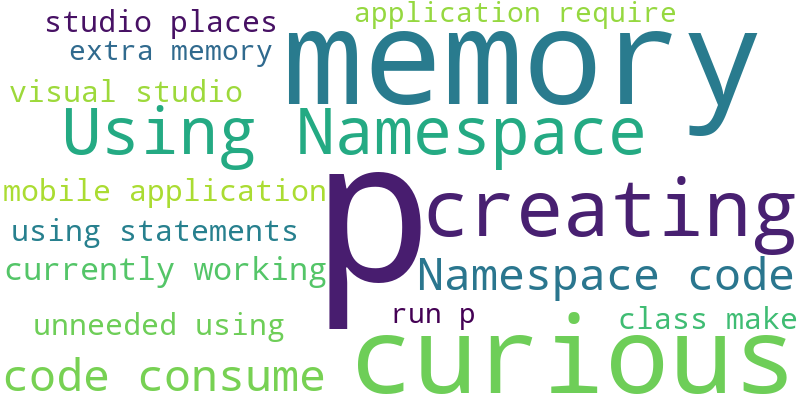 studio places
application require
extra memory
memory
visual studio
Using Namespace
mobile application
p
creating
using statements
currently working
Namespace code
run p
class make
unneeded using
curious
code consume